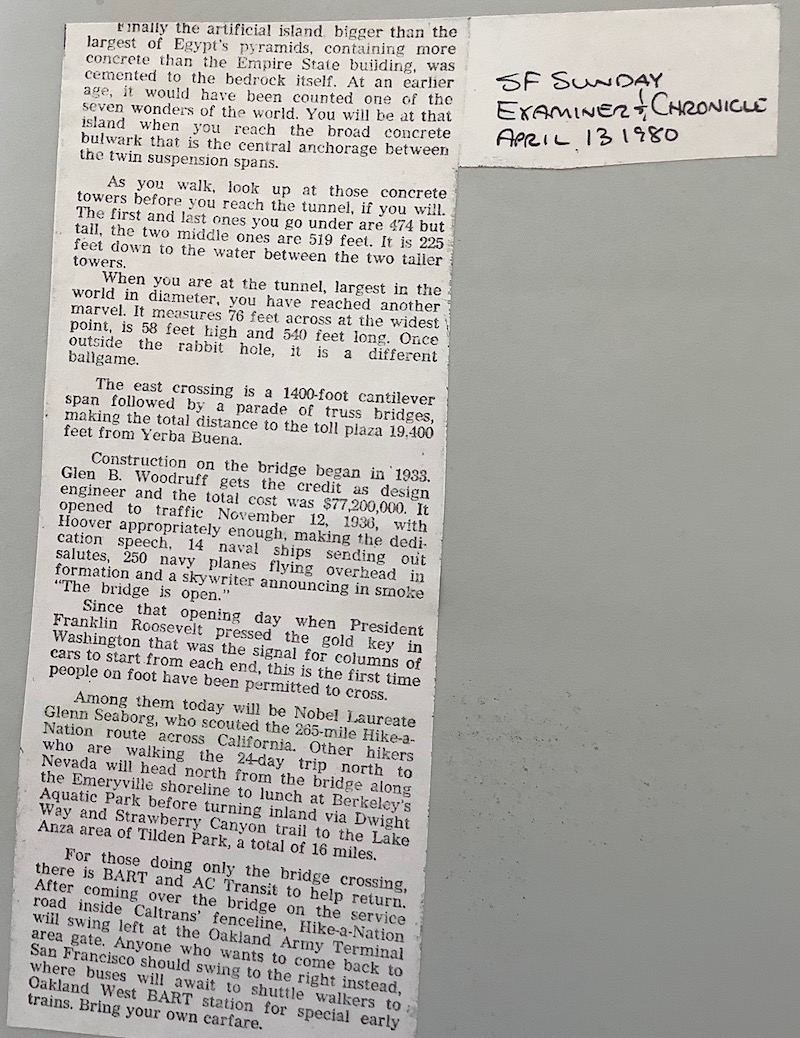 Finally the artificial island bigger than the
largest of Egypt's pyramids, containing more
concrete than the Empire State building, was
cemented to the bedrock itself. At an earlier
age, it would have been counted one of the
seven wonders of the world. You will be at that
island when you reach the broad concrete
bulwark that is the central anchorage between
the twin suspension spans.
As you walk, look up at those concrete
towers before you reach the tunnel, if you will.
The first and last ones you go under are 474 but
tall, the two middle ones are 519 feet. It is 225
feet down to the water between the two taller
towers.
When you are at the tunnel, largest in the
world in diameter, you have reached another
marvel. It measures 76 feet across at the widest
point, is 58 feet high and 540 feet long. Once
outside the rabbit hole, it is a different
ballgame.
The east crossing is a 1400-foot cantilever
span followed by a parade of truss bridges,
making the total distance to the toll plaza 19,400
feet from Yerba Buena.
Construction on the bridge began in 1933.
Glen B. Woodruff gets the credit as design
engineer and the total cost was $77,200,000. It
opened to traffic November 12, 1936, with
Hoover appropriately enough, making the dedi-
cation speech, 14 naval ships sending out
salutes, 250 navy planes flying overhead in
formation and a skywriter announcing in smoke
"The bridge is open."
Since that opening day when President
Franklin Roosevelt pressed the gold key in
Washington that was the signal for columns of
cars to start from each end, this is the first time
people on foot have been permitted to cross.
Among them today will be Nobel Laureate
Glenn Seaborg, who scouted the 265-mile Hike-a-
Nation route across California. Other hikers
who are walking the 24-day trip north to
Nevada will head north from the bridge along
the Emeryville shoreline to lunch at Berkeley's
Aquatic Park before turning inland via Dwight
Way and Strawberry Canyon trail to the Lake
Anza area of Tilden Park, a total of 16 miles.
For those doing only the bridge crossing,
there is BART and AC Transit to help return.
After coming over the bridge on the service
road inside Caltrans' fenceline, Hike-a-Nation
will swing left at the Oakland Army Terminal
area gate. Anyone who wants to come back to
San Francisco should swing to the right instead,
where buses will await to shuttle walkers to
Oakland West BART station for special early
trains. Bring your own carfare.
SF SUNDAY
EXAMINER & CHRONICLE
APRIL 13 1980